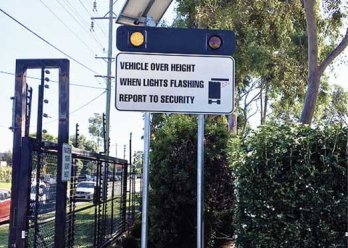 VEHICLE OVER HEIGHT
WHEN LIGHTS FLASHING
REPORT TO SECURITY